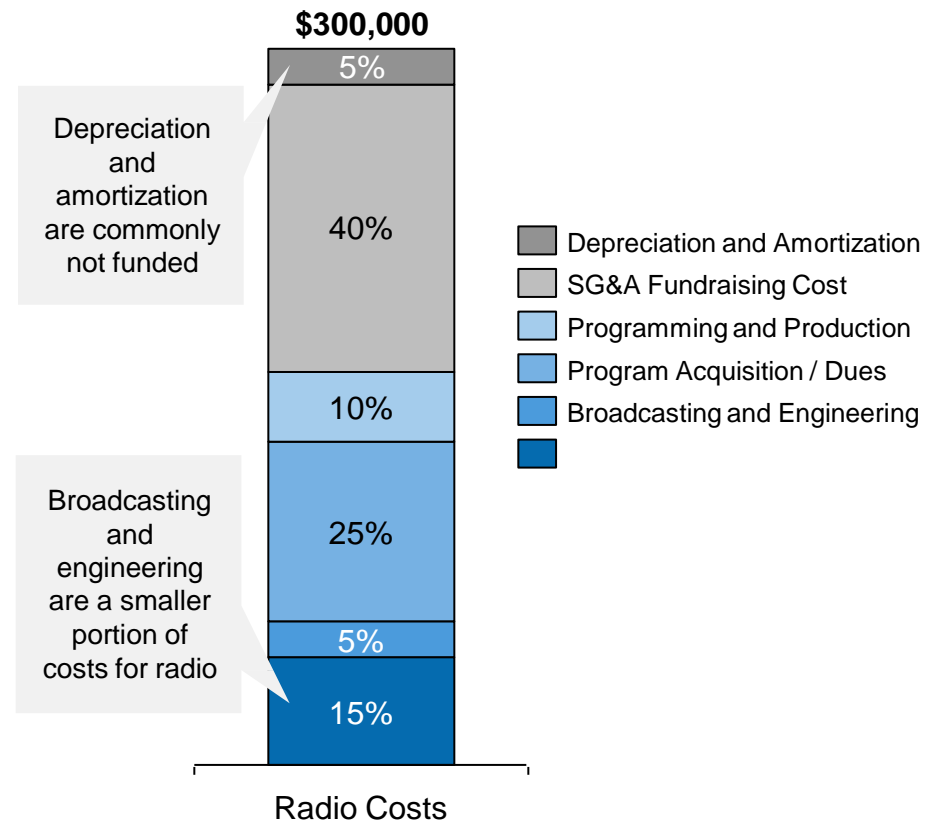 $300,000
5%
Depreciation
and
amortization
are commonly
not funded
40%
10%
25%
5%
15%
Broadcasting
and
engineering
are a smaller
portion of
costs for radio
Depreciation and Amortization
SG&A Fundraising Cost
Programming and Production
Program Acquisition / Dues
Broadcasting and Engineering
Radio Costs